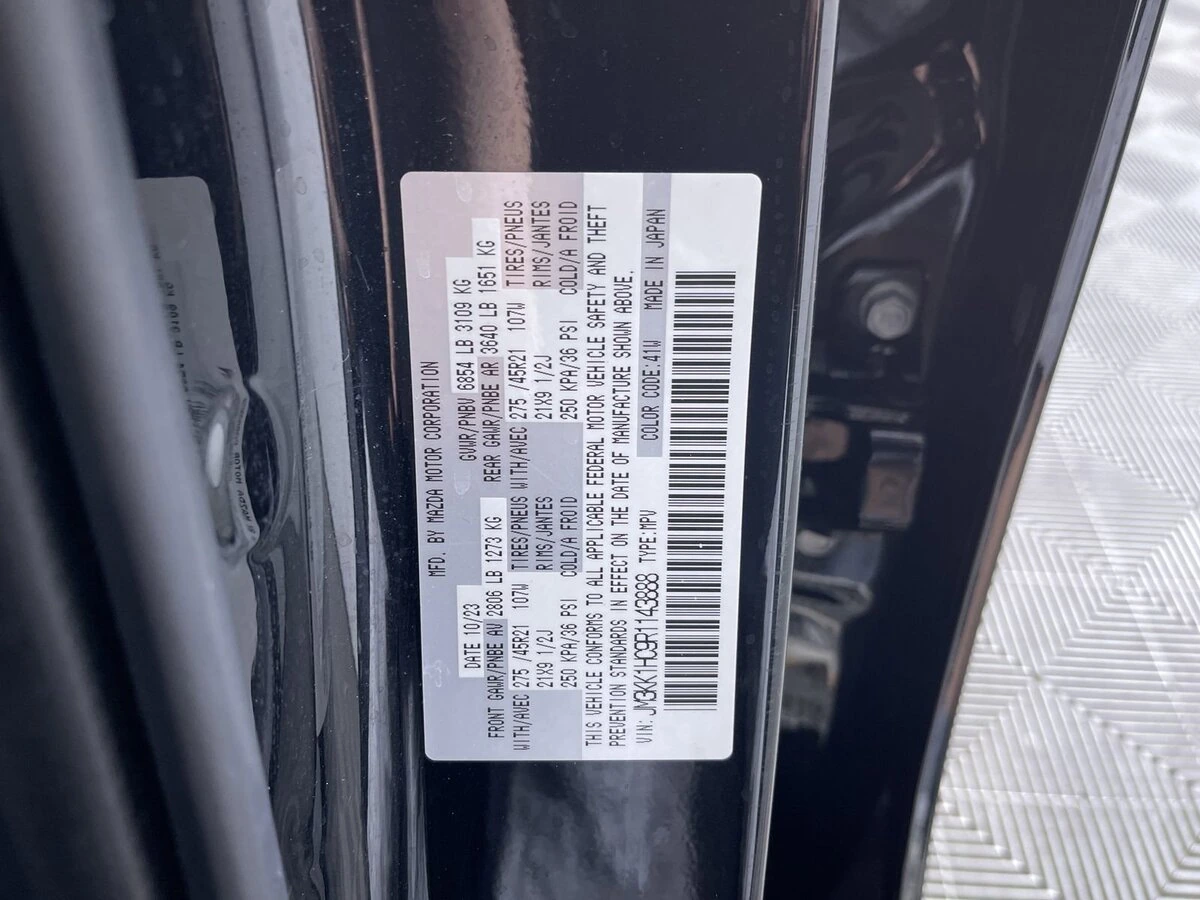 MFD. BY MAZDA MOTOR CORPORATION
DATE 10/23 GVWR/PNBV 6854 LB 3109 KG
FRONT GAWR/PNBE AV 2806 LB 1273 KG REAR GAWR/PNBE AR 3640 LB 1651 KG
WITH/AVEC 275 /45R21 107W TIRES/PNEUS WITH/AVEC 275 /45R21 107W TIRES/PNEUS
21X9 1/2J RIMS/JANTES 21X9 1/2J RIMS/JANTES
250 KPA/36 PSI COLD/A FROID 250 KPA/36 PSI COLD/A FROID
THIS VEHICLE CONFORMS TO ALL APPLICABLE FEDERAL MOTOR VEHICLE SAFETY AND THEFT
PREVENTION STANDARDS IN EFFECT ON THE DATE OF MANUFACTURE SHOWN ABOVE.
VIN: JM3KK1HC9R1143888 TYPE:MPV COLOR CODE:41W MADE IN JAPAN